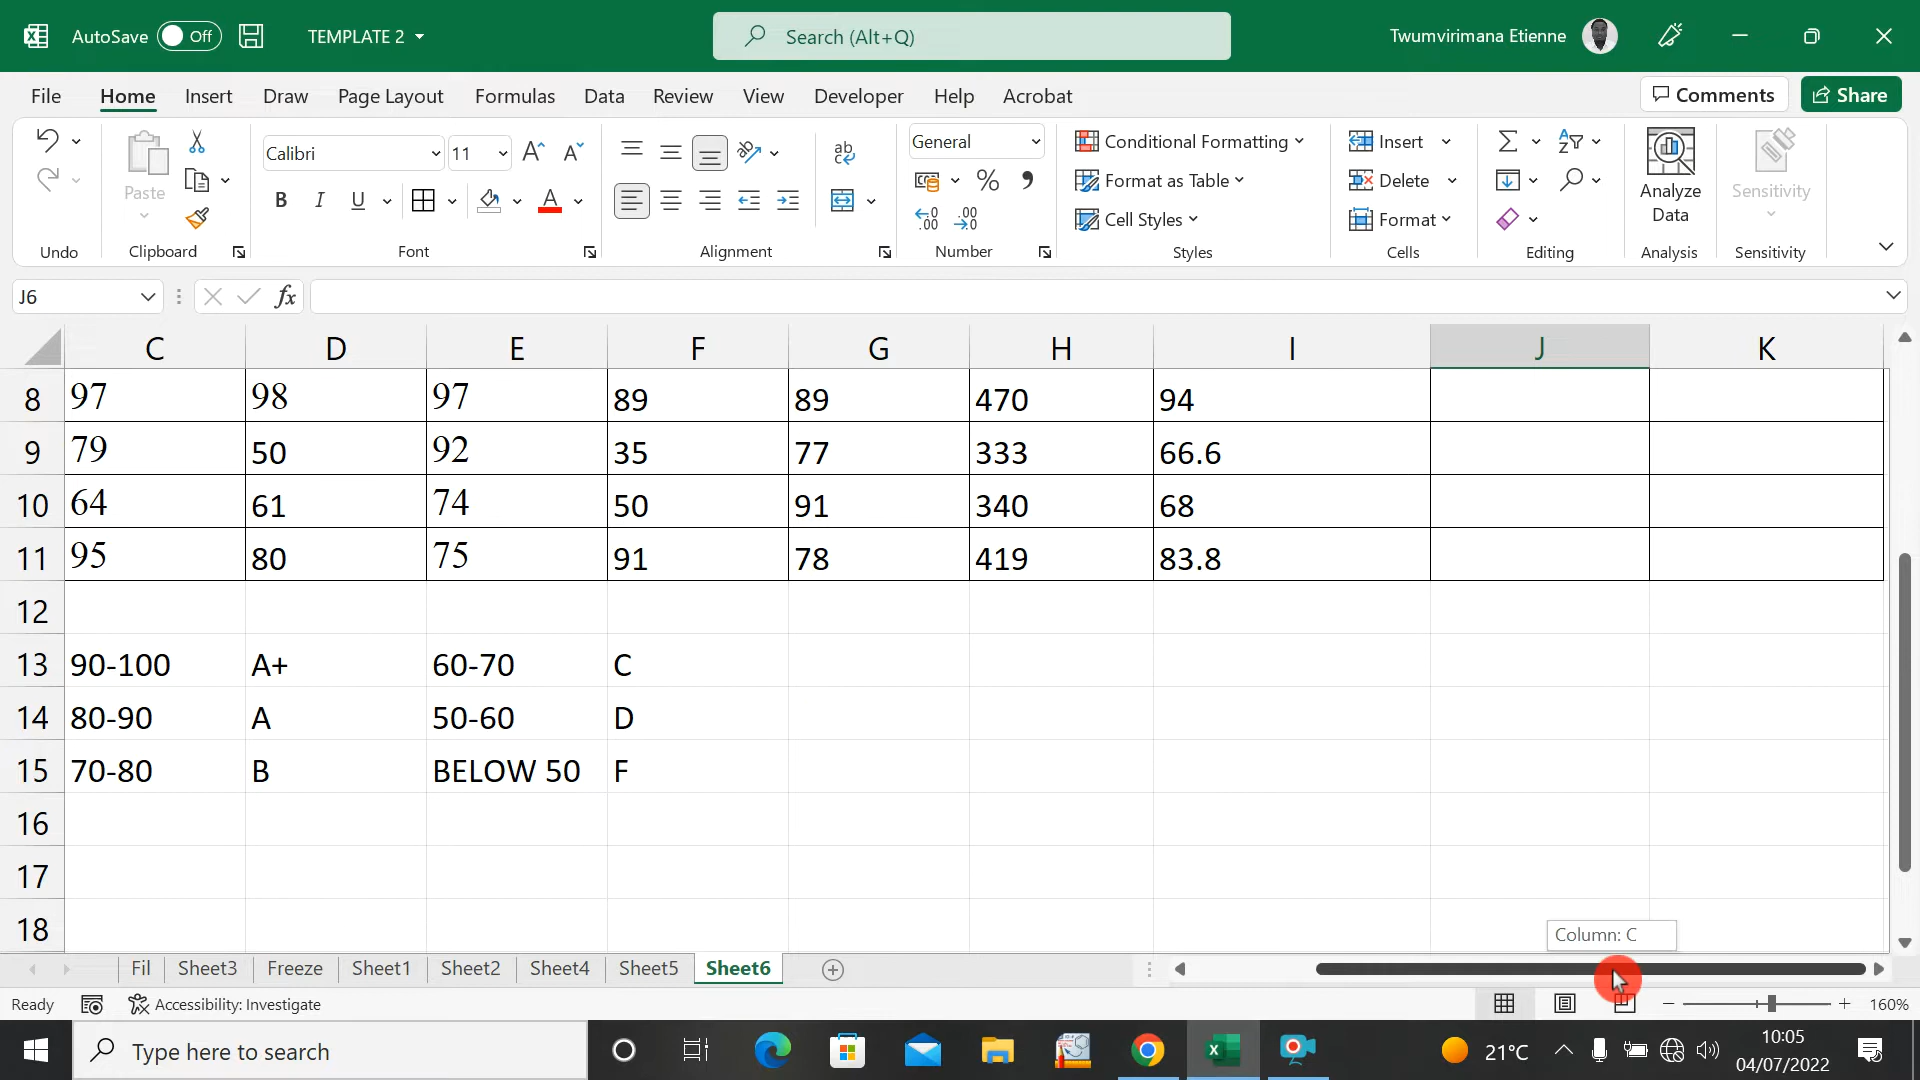 AutoSave Off TEMPLATE 2 Search (Alt+Q) Twumvirimana Etienne
File Home Insert Draw Page Layout Formulas Data Review View Developer Help Acrobat Comments Share
Paste Calibri 11 General Conditional Formatting Insert
B I U Format as Table Delete Analyze Data Sensitivity
Cell Styles Format
Undo Clipboard Font Alignment Number Styles Cells Editing Analysis Sensitivity
J6 fx
C D E F G H I J K
8 97 98 97 89 89 470 94
9 79 50 92 35 77 333 66.6
10 64 61 74 50 91 340 68
11 95 80 75 91 78 419 83.8
12
13 90-100 A+ 60-70 C
14 80-90 A 50-60 D
15 70-80 B BELOW 50 F
16
17
18
Column: C
Fil Sheet3 Freeze Sheet1 Sheet2 Sheet4 Sheet5 Sheet6
Ready Accessibility: Investigate 160%
Type here to search 21°C 10:05
04/07/2022